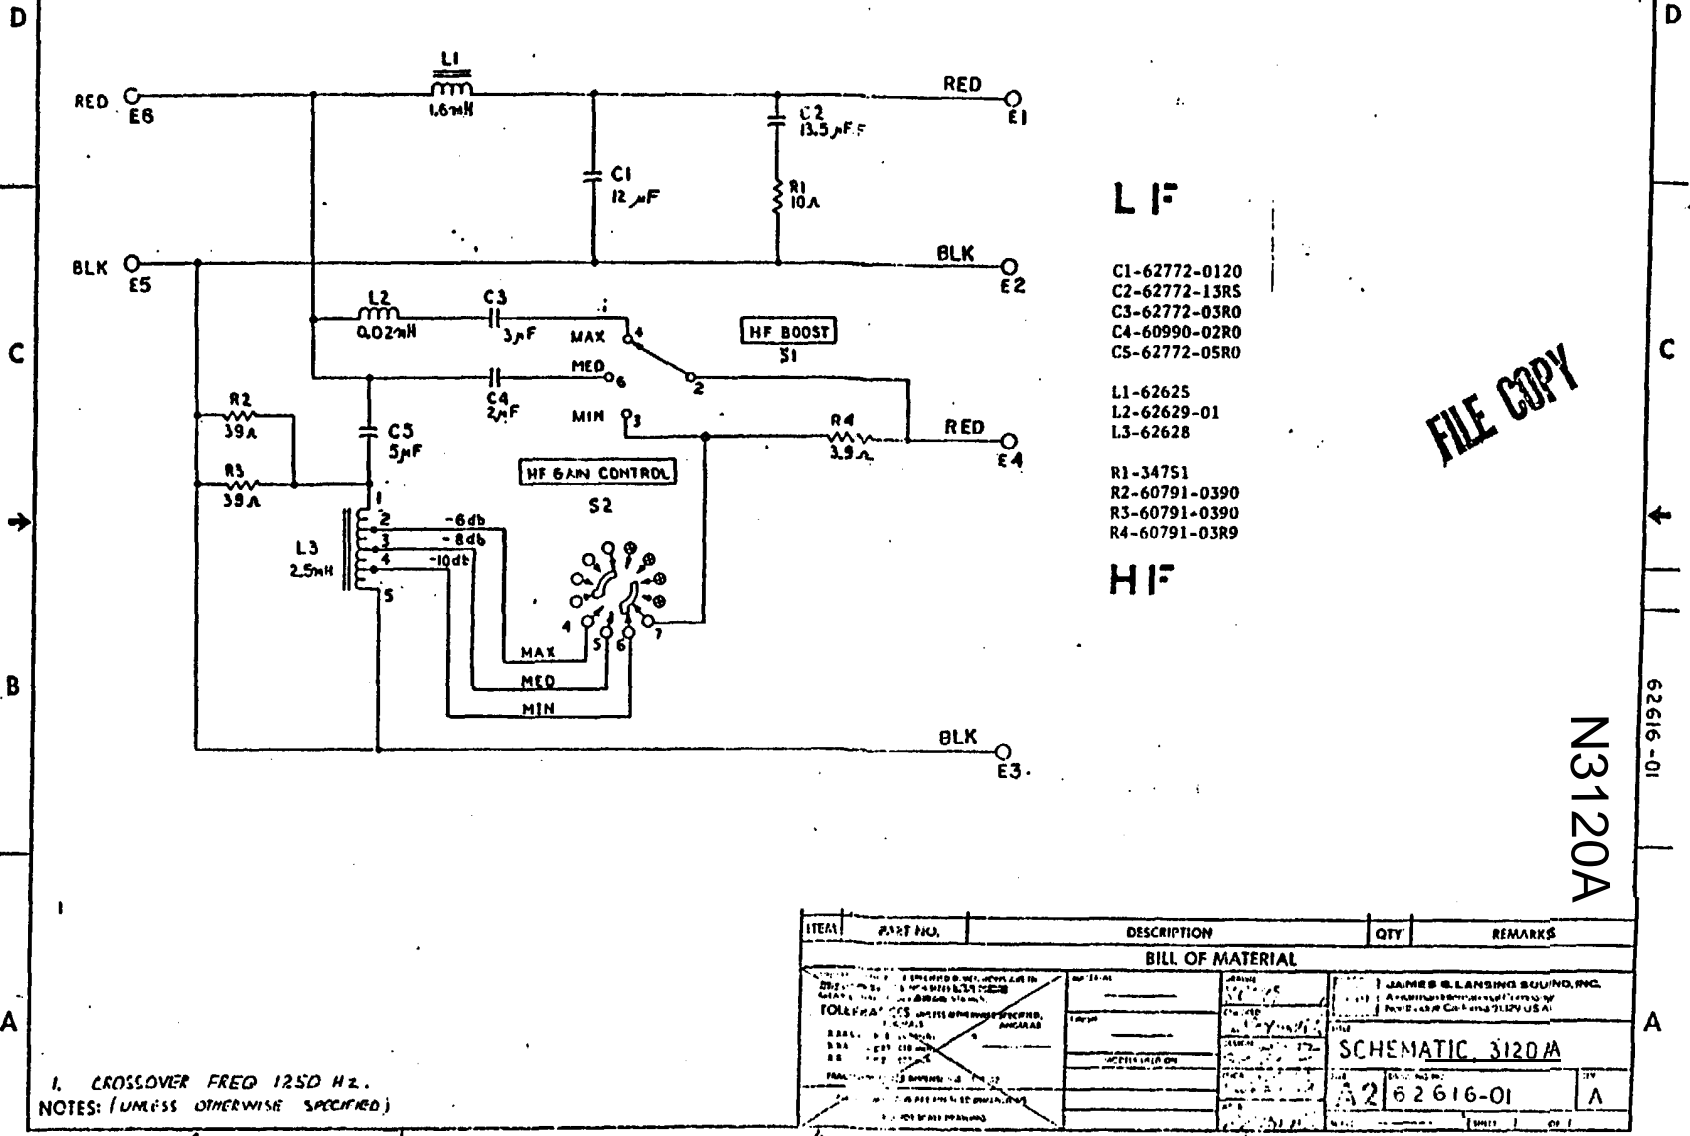 D
D
L1
RED
E6
1.6mH
RED
E1
C2
13.5µF
C1
12µF
R1
10Ω
LF
BLK
E5
BLK
E2
C1-62772-0120
C2-62772-13R5
C3-62772-03R0
C4-60990-02R0
C5-62772-05R0
L2
0.02mH
C3
3µF
MAX
4
HF BOOST
S1
C
C
MED
6
2
C4
2µF
MIN
3
L1-62625
L2-62629-01
L3-62628
FILE COPY
R2
39Ω
C5
5µF
R4
3.9Ω
RED
E4
R3
39Ω
HF GAIN CONTROL
S2
R1-34751
R2-60791-0390
R3-60791-0390
R4-60791-03R9
1
2
-6db
3
-8db
4
-10db
L3
2.5mH
5
HF
4
5
6
7
MAX
MED
MIN
B
BLK
E3
62616-01
N3120A
ITEM PART NO. DESCRIPTION QTY REMARKS
BILL OF MATERIAL
JAMES B. LANSING SOUND, INC.
A
A
SCHEMATIC, 3120A
A2 62616-01 A
1. CROSSOVER FREQ 1250 Hz.
NOTES: (UNLESS OTHERWISE SPECIFIED)